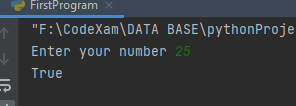 FirstProgram
"F:\CodeXam\DATA BASE\pythonProje
Enter your number 25
True